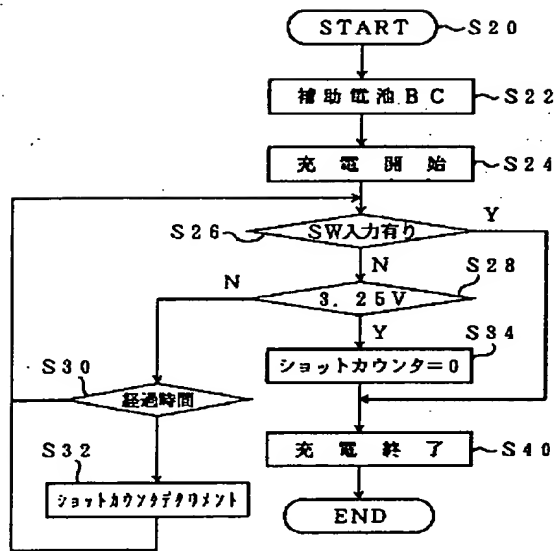 START
S20
補助電池BC
S22
充電開始
S24
SW入力有り
S26
Y
N
3.25V
S28
N
Y
ショットカウンタ=0
S34
S30
経過時間
S32
ショットカウンタデクリメント
充電終了
S40
END